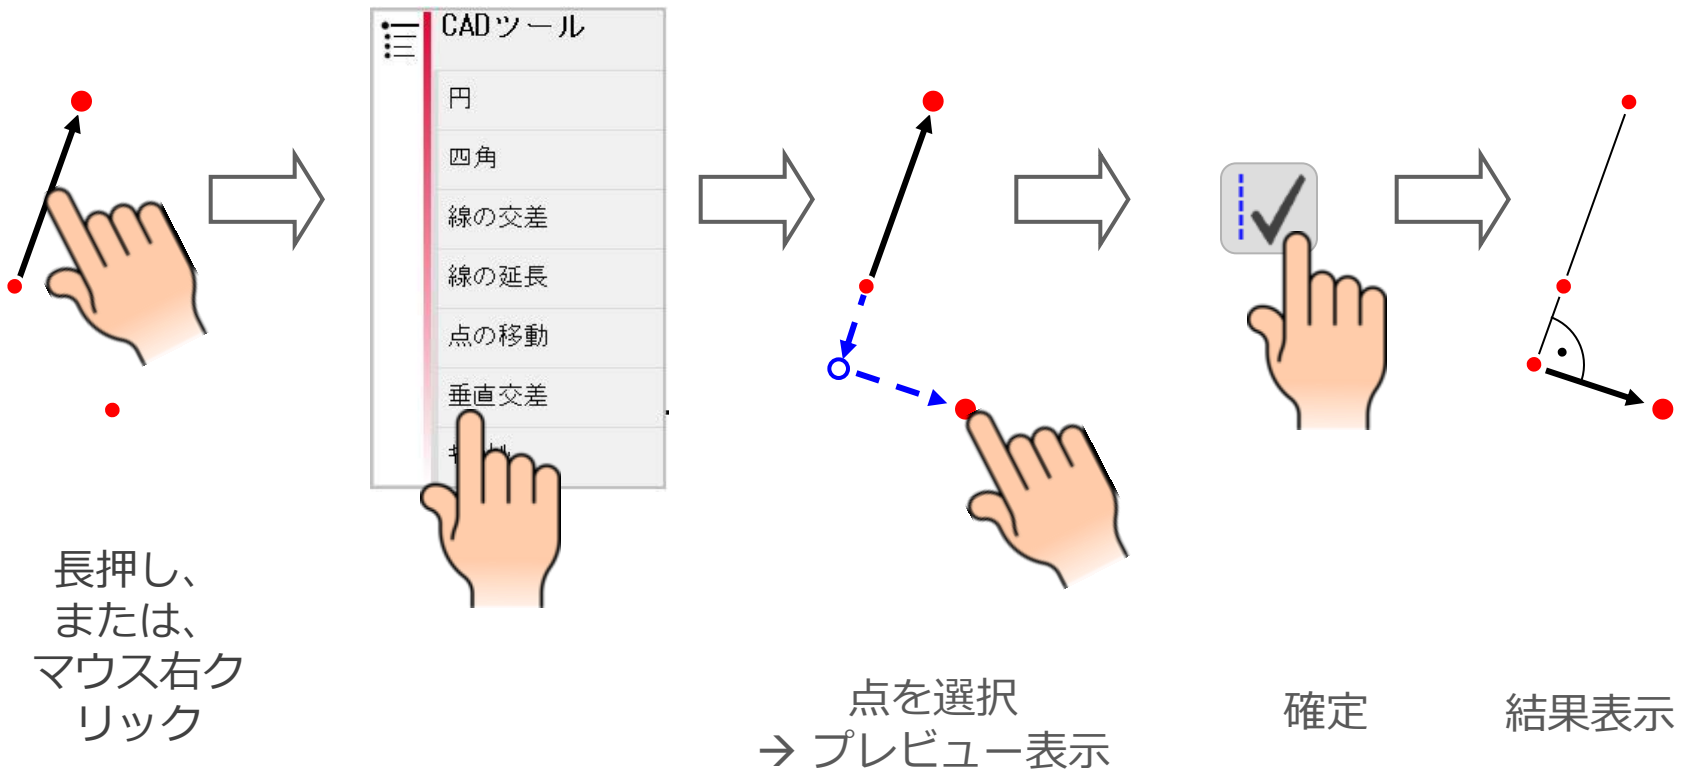 CADツール
円
四角
線の交差
線の延長
点の移動
垂直交差
長押し、
または、
マウス右ク
リック
点を選択
→ プレビュー表示
確定
結果表示